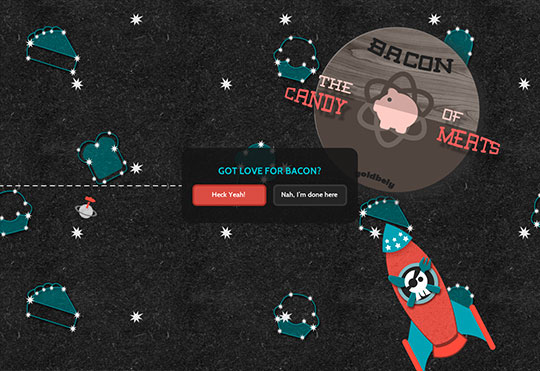 BACON
THE
CANDY
OF
MEATS
goldbely
GOT LOVE FOR BACON?
Heck Yeah!
Nah, I'm done here